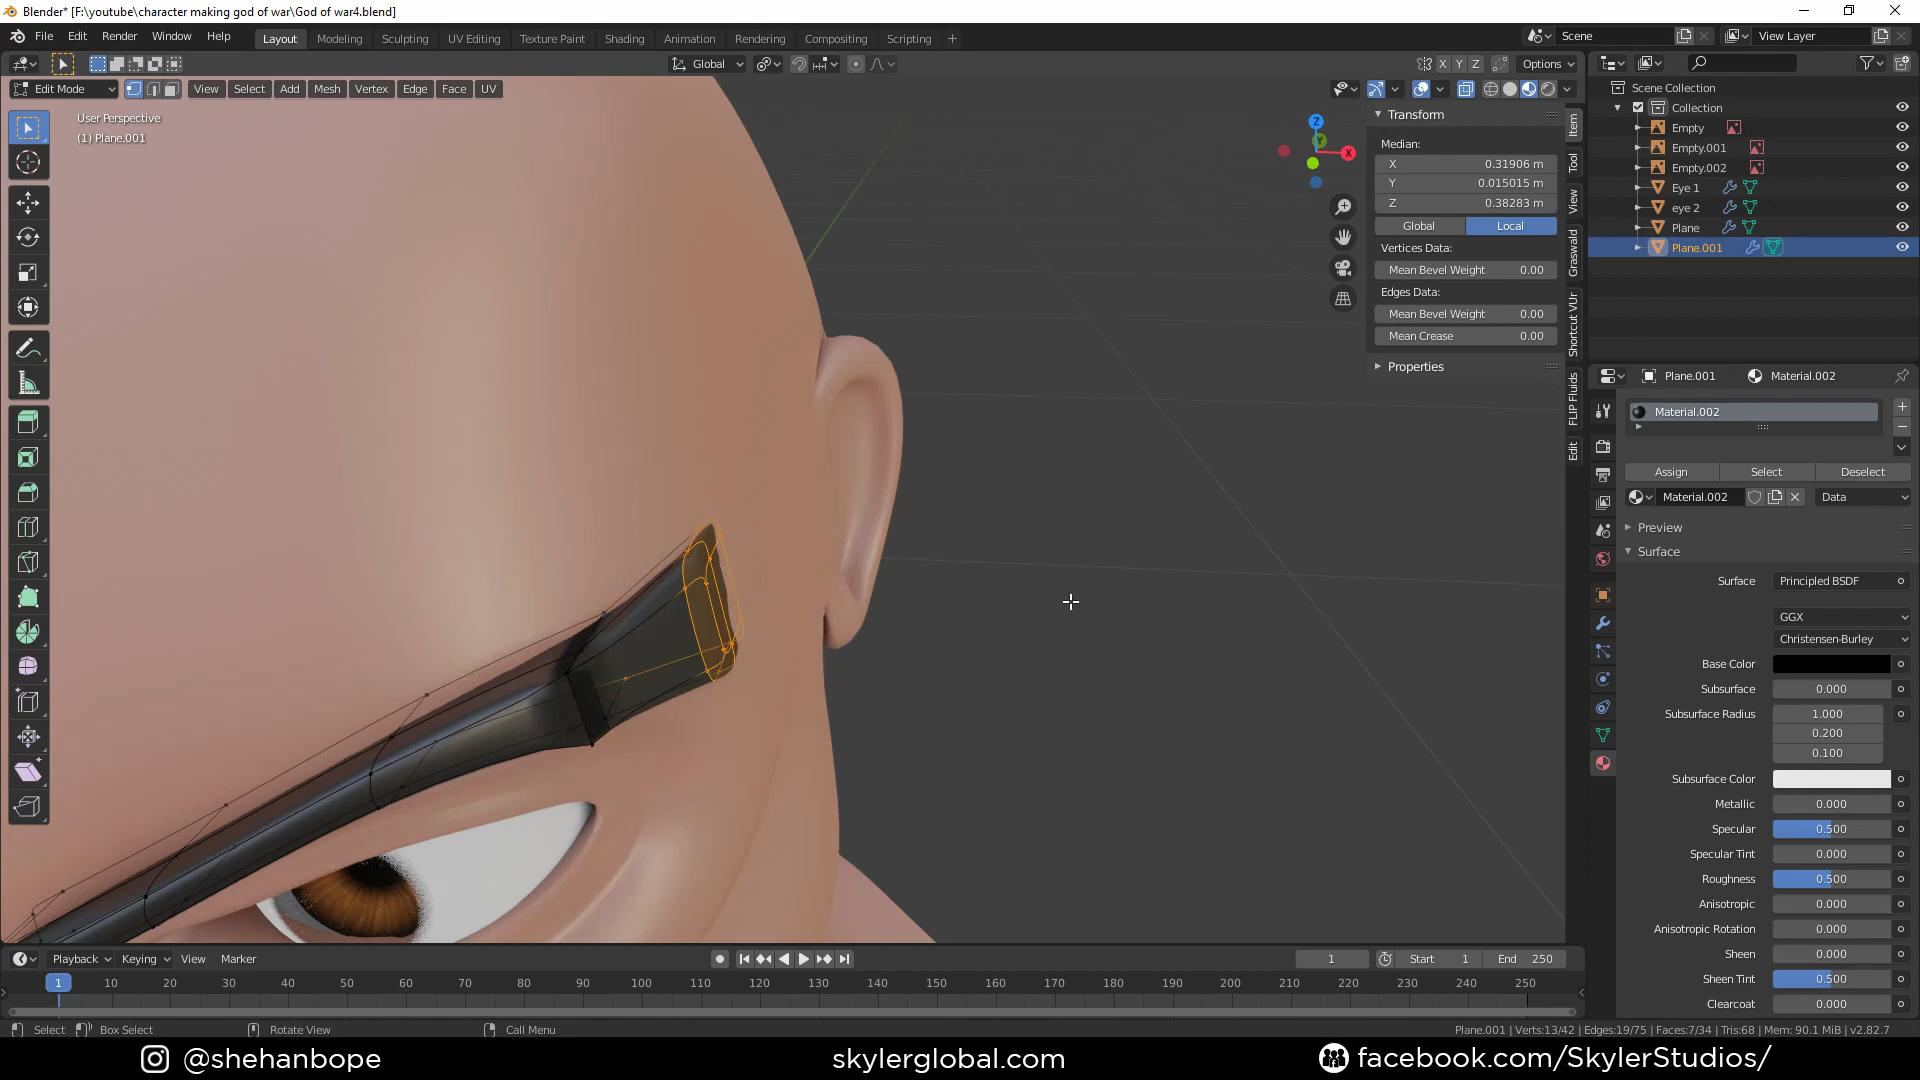 Blender* [F:\youtube\character making god of war\God of war4.blend]
File Edit Render Window Help
Layout Modeling Sculpting UV Editing Texture Paint Shading Animation Rendering Compositing Scripting +
Scene
View Layer
Global
X Y Z
Options
Edit Mode
View Select Add Mesh Vertex Edge Face UV
User Perspective
(1) Plane.001
Z
X
Transform
Median:
X 0.31906 m
Y 0.015015 m
Z 0.38283 m
Global Local
Vertices Data:
Mean Bevel Weight 0.00
Edges Data:
Mean Bevel Weight 0.00
Mean Crease 0.00
Properties
Item
Tool
View
Graswald
Shortcut VUr
FLIP Fluids
Edit
Scene Collection
Collection
Empty
Empty.001
Empty.002
Eye 1
eye 2
Plane
Plane.001
Plane.001 Material.002
Material.002
Assign Select Deselect
Material.002 Data
Preview
Surface
Surface Principled BSDF
GGX
Christensen-Burley
Base Color
Subsurface 0.000
Subsurface Radius 1.000
0.200
0.100
Subsurface Color
Metallic 0.000
Specular 0.500
Specular Tint 0.000
Roughness 0.500
Anisotropic 0.000
Anisotropic Rotation 0.000
Sheen 0.000
Sheen Tint 0.500
Clearcoat 0.000
Playback Keying View Marker
1
Start 1
End 250
1 10 20 30 40 50 60 70 80 90 100 110 120 130 140 150 160 170 180 190 200 210 220 230 240 250
Select Box Select Rotate View Call Menu
Plane.001 | Verts:13/42 | Edges:19/75 | Faces:7/34 | Tris:68 | Mem: 90.1 MiB | v2.82.7
@shehanbope
skylerglobal.com
facebook.com/SkylerStudios/